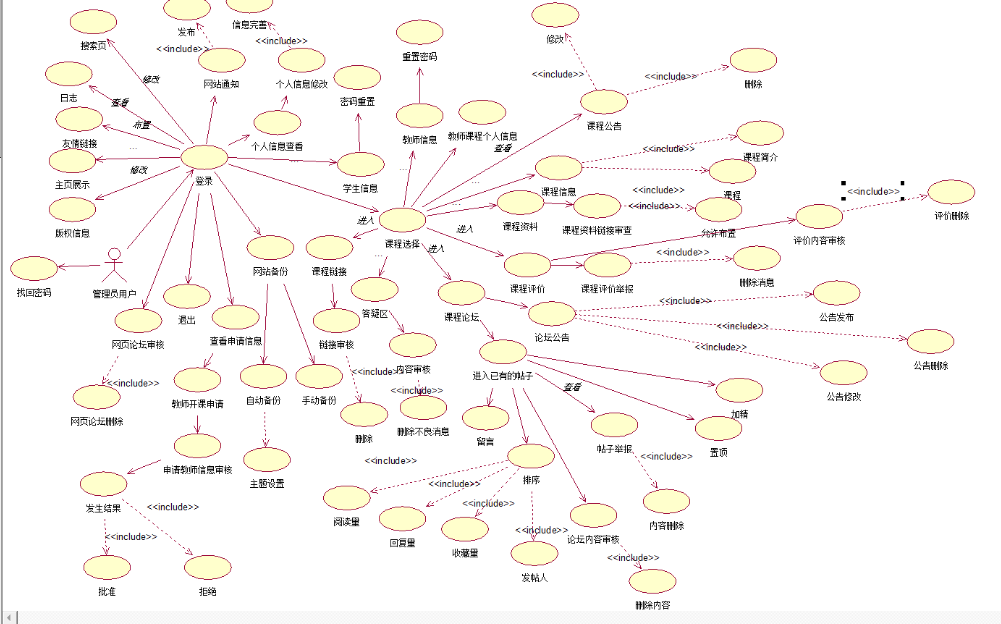 发布
信息完善
修改
搜索页
<<include>>
<<include>>
重置密码
<<include>>
<<include>>
删除
修改
网站通知
个人信息修改
密码重置
日志
查看
教师信息
教师课程个人信息
课程公告
友情链接
布置
个人信息查看
查看
<<include>>
课程简介
主页展示
修改
登录
学生信息
课程信息
<<include>>
课程
<<include>>
评价删除
版权信息
进入
课程选择
进入
课程资料
课程资料链接审查
<<include>>
允许布置
评价内容审核
进入
网站备份
课程链接
<<include>>
找回密码
管理员用户
课程评价
课程评价举报
删除消息
退出
答疑区
课程论坛
<<include>>
公告发布
网页论坛审核
查看申请信息
链接审核
论坛公告
<<include>>
<<include>>
公告删除
内容审核
进入已有的帖子
<<include>>
<<include>>
查看
公告修改
<<include>>
教师开课申请
自动备份
手动备份
网页论坛删除
删除
删除不良消息
留言
加精
置顶
帖子举报
<<include>>
<<include>>
申请教师信息审核
主题设置
排序
<<include>>
<<include>>
发生结果
<<include>>
阅读量
<<include>>
内容删除
<<include>>
回复量
收藏量
<<include>>
论坛内容审核
<<include>>
发帖人
批准
拒绝
删除内容